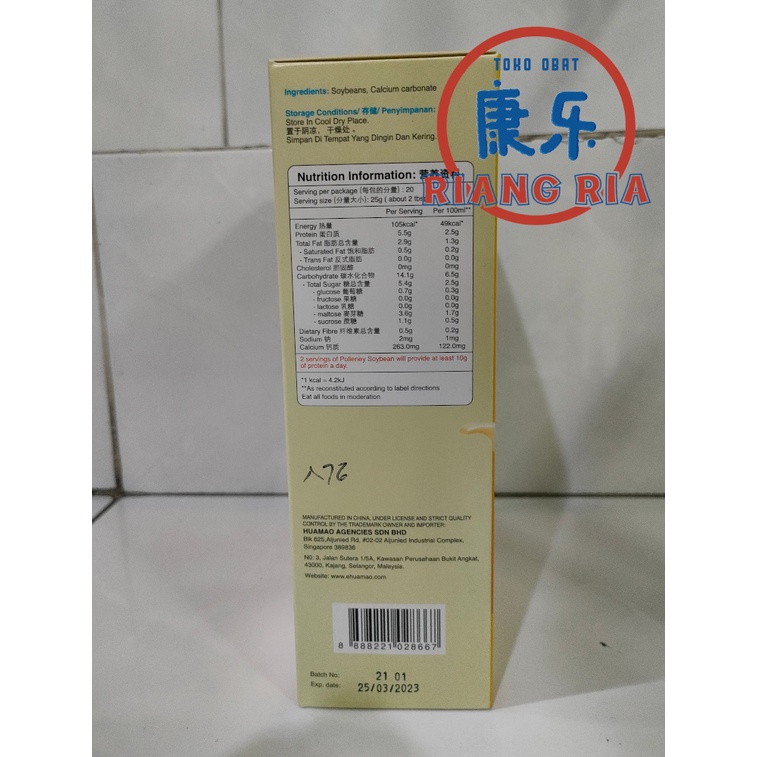 TOKO OBAT
康乐
RIANG RIA
Ingredients: Soybeans, Calcium carbonate
Storage Conditions/ 存储/ Penyimpanan:
Store In Cool Dry Place.
置于阴凉，干燥处。
Simpan Di Tempat Yang Dingin Dan Kering.
Nutrition Information: 营养资料
Serving per package (每包的分量) : 20
Serving size (分量大小): 25g ( about 2
Per Serving Per 100ml**
Energy 热量 105kcal* 49kcal*
Protein 蛋白质 5.5g 2.5g
Total Fat 脂肪总含量 2.9g 1.3g
- Saturated Fat 饱和脂肪 0.5g 0.2g
- Trans Fat 反式脂肪 0.0g 0.0g
Cholesterol 胆固醇 0mg 0mg
Carbohydrate 碳水化合物 14.1g 6.5g
- Total Sugar 糖总含量 5.4g 2.5g
- glucose 葡萄糖 0.7g 0.3g
- fructose 果糖 0.0g 0.0g
- lactose 乳糖 0.0g 0.0g
- maltose 麦芽糖 3.6g 1.7g
- sucrose 蔗糖 1.1g 0.5g
Dietary Fibre 纤维素总含量 0.5g 0.2g
Sodium 钠 2mg 1mg
Calcium 钙质 263.0mg 122.0mg
2 servings of Polleney Soybean will provide at least 10g
of protein a day.
*1 kcal = 4.2kJ
**As reconstituted according to label directions
Eat all foods in moderation
MANUFACTURED IN CHINA, UNDER LICENSE AND STRICT QUALITY
CONTROL BY THE TRADEMARK OWNER AND IMPORTER:
HUAMAO AGENCIES SDN BHD
Blk 625,Aljunied Rd, #02-02 Aljunied Industrial Complex,
Singapore 389836
N0: 3, Jalan Sutera 1/5A, Kawasan Perusahaan Bukit Angkat,
43000, Kajang, Selangor, Malaysia.
Website: www.ehuamao.com
8 888221 028667
Batch No: 21 01
Exp. date: 25/03/2023